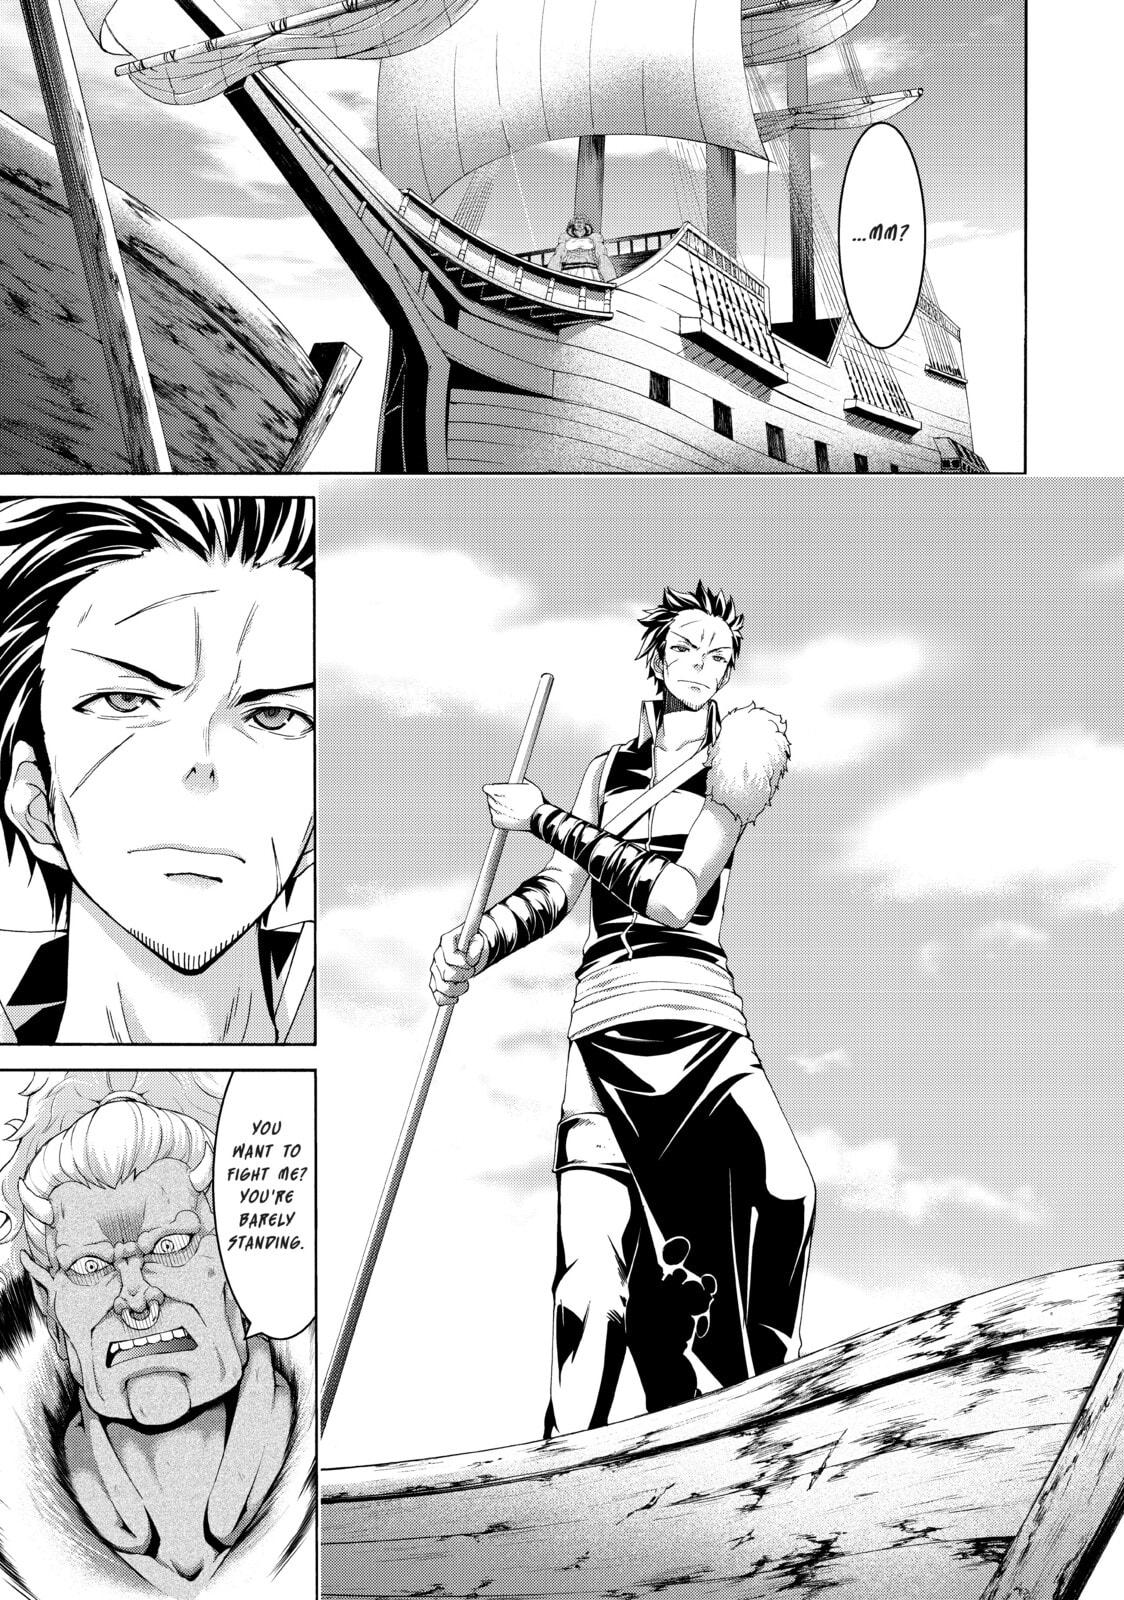 ...MM?
YOU
WANT TO
FIGHT ME?
YOU'RE
BARELY
STANDING.